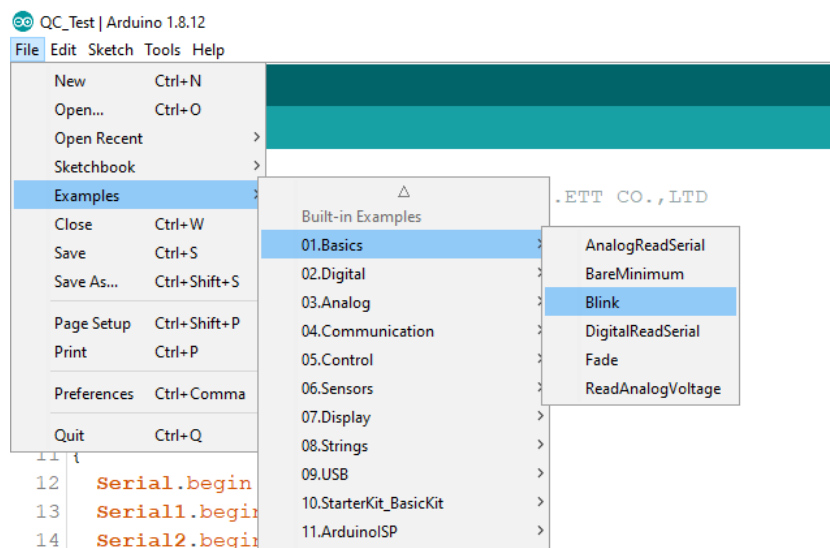 QC_Test | Arduino 1.8.12
File Edit Sketch Tools Help
New Ctrl+N
Open... Ctrl+O
Open Recent
Sketchbook
Examples
Close Ctrl+W
Save Ctrl+S
Save As... Ctrl+Shift+S
Page Setup Ctrl+Shift+P
Print Ctrl+P
Preferences Ctrl+Comma
Quit Ctrl+Q
Built-in Examples
01.Basics
02.Digital
03.Analog
04.Communication
05.Control
06.Sensors
07.Display
08.Strings
09.USB
10.StarterKit_BasicKit
11.ArduinoISP
AnalogReadSerial
BareMinimum
Blink
DigitalReadSerial
Fade
ReadAnalogVoltage
.ETT CO.,LTD
11 {
12 Serial.begin
13 Serial1.begin
14 Serial2.begin